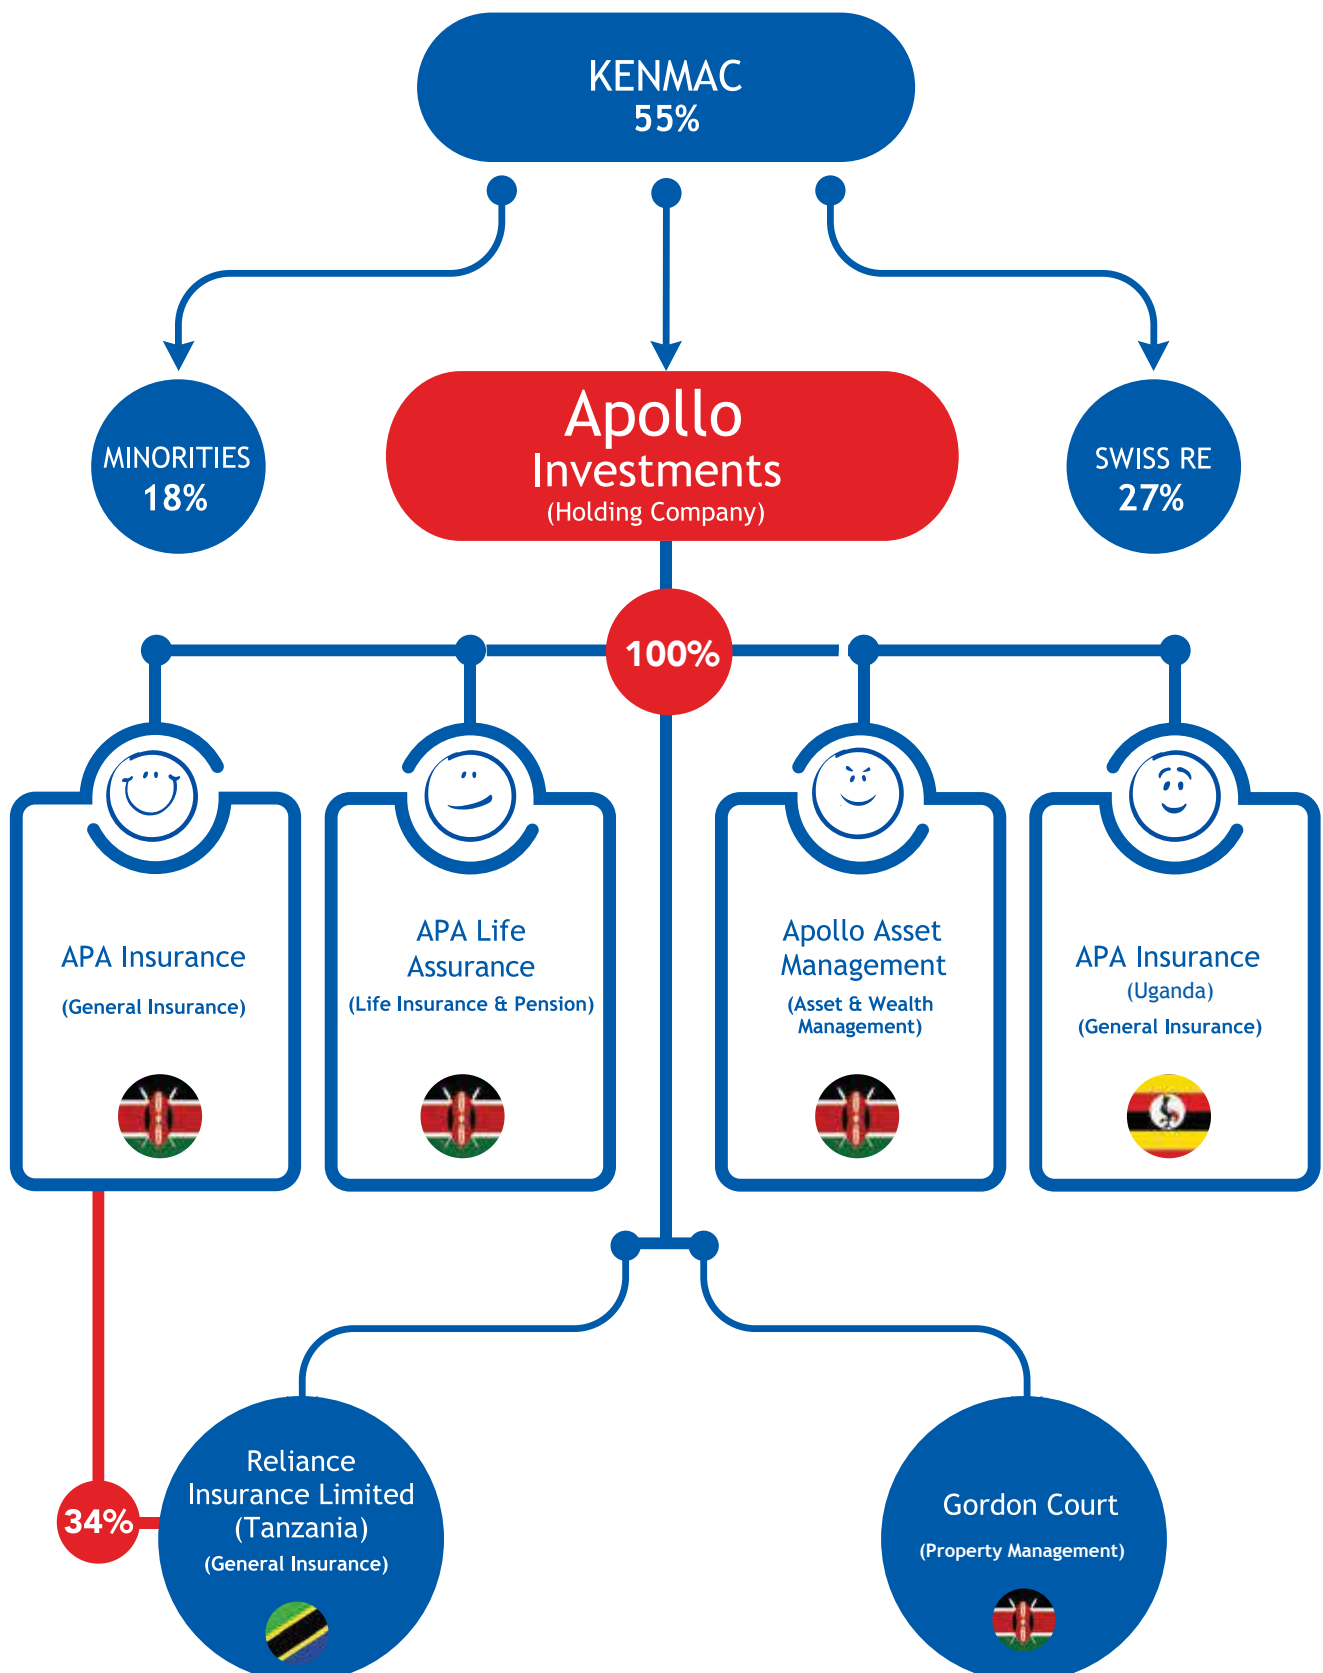 KENMAC
55%
MINORITIES
18%
Apollo
Investments
(Holding Company)
SWISS RE
27%
100%
APA Insurance
(General Insurance)
APA Life
Assurance
(Life Insurance & Pension)
Apollo Asset
Management
(Asset & Wealth
Management)
APA Insurance
(Uganda)
(General Insurance)
34%
Reliance
Insurance Limited
(Tanzania)
(General Insurance)
Gordon Court
(Property Management)